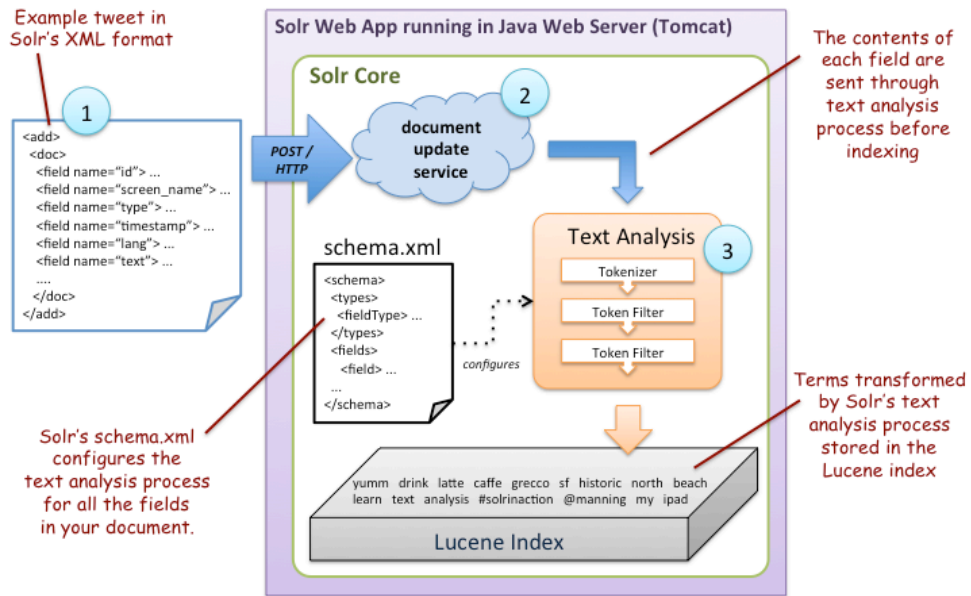 Example tweet in
Solr's XML format
1
<add>
<doc>
<field name="id"> ...
<field name="screen_name"> ...
<field name="type"> ...
<field name="timestamp"> ...
<field name="lang"> ...
<field name="text"> ...
....
</doc>
</add>
Solr Web App running in Java Web Server (Tomcat)
Solr Core
POST /
HTTP
2
document
update
service
The contents of
each field are
sent through
text analysis
process before
indexing
schema.xml
<schema>
<types>
<fieldType> ...
</types>
<fields>
<field> ...
...
</schema>
configures
Text Analysis
3
Tokenizer
Token Filter
Token Filter
Solr's schema.xml
configures the
text analysis process
for all the fields
in your document.
Terms transformed
by Solr's text
analysis process
stored in the
Lucene index
yumm drink latte caffe grecco sf historic north beach
learn text analysis #solrinaction @manning my ipad
Lucene Index